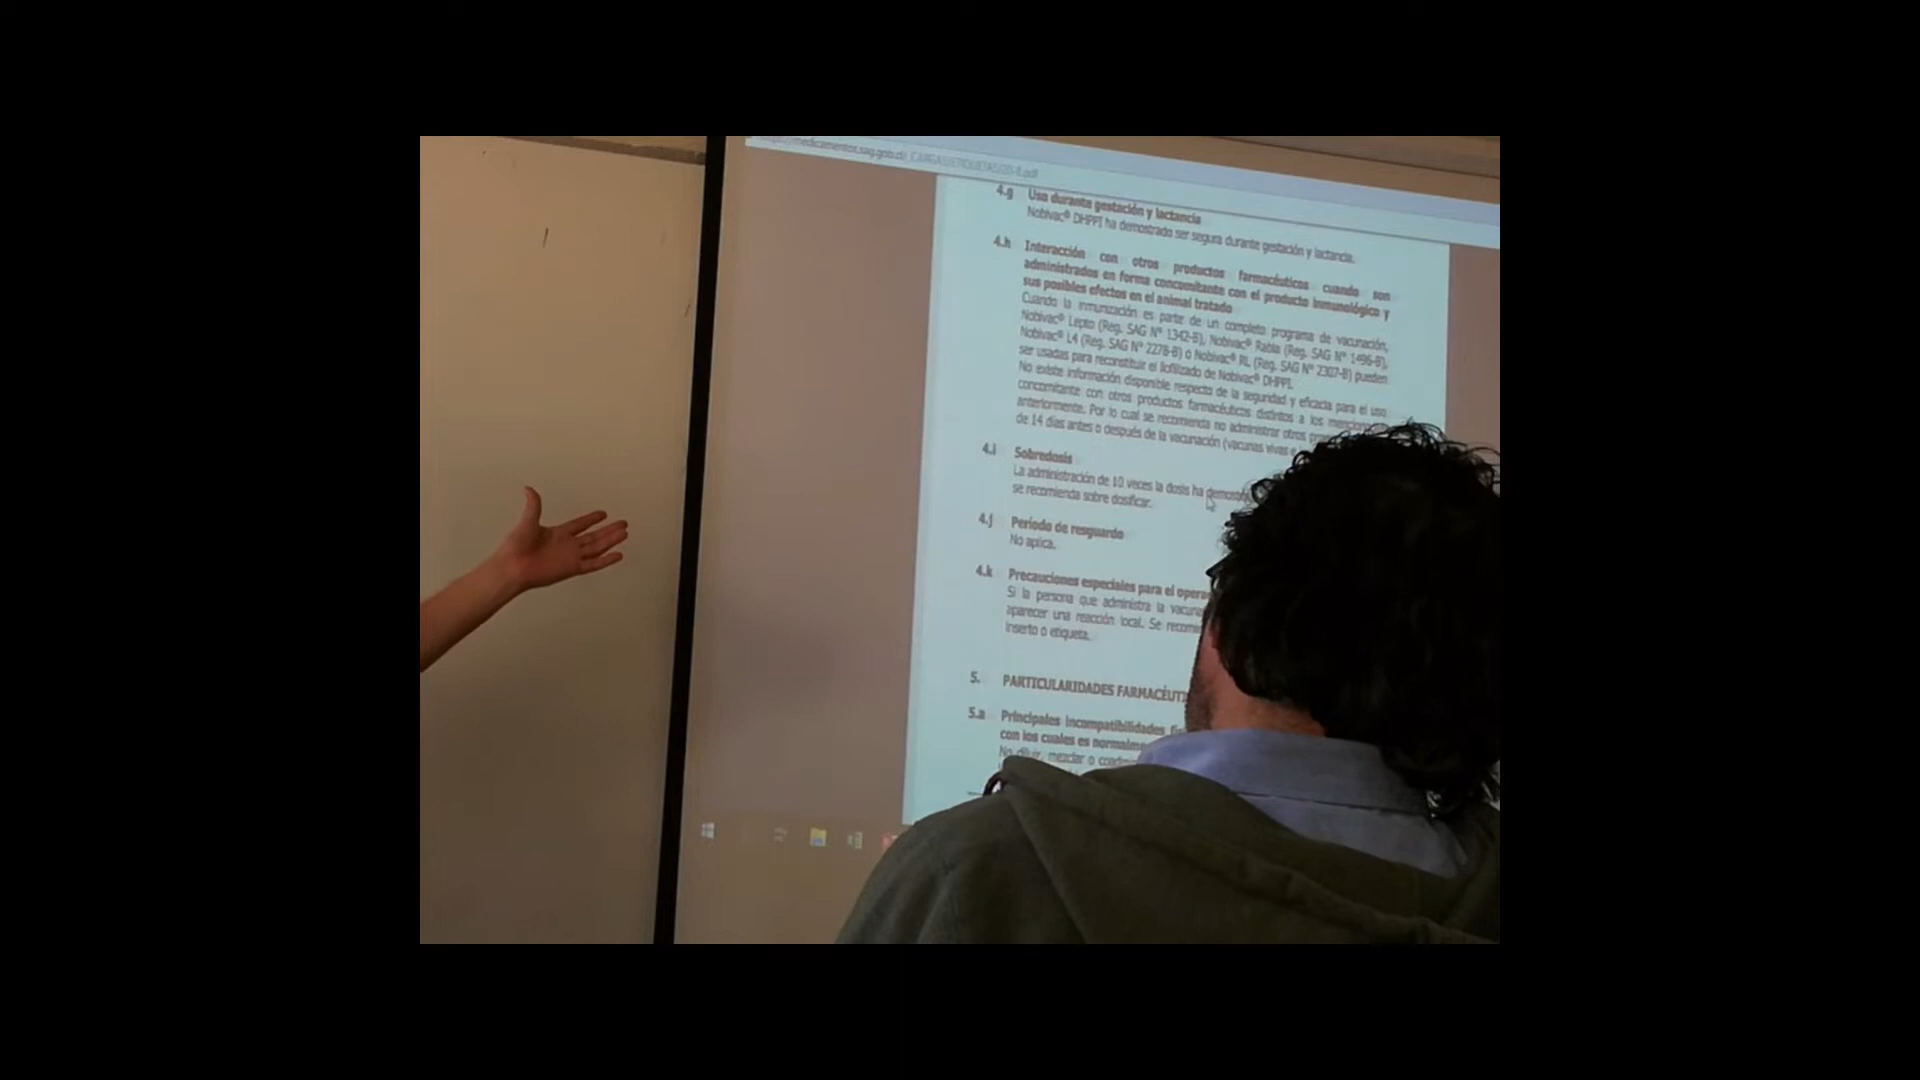 medicamentos.sag.gob.cl
4.g Uso durante gestación y lactancia
Nobivac® DHPPI ha demostrado ser segura durante gestación y lactancia.
4.h Interacción con otros productos farmacéuticos cuando son
administrados en forma concomitante con el producto inmunológico y
sus posibles efectos en el animal tratado
Cuando la inmunización es parte de un completo programa de vacunación,
Nobivac® Lepto (Reg. SAG N° 1342-B), Nobivac® Rabia (Reg. SAG N° 1496-B),
Nobivac® L4 (Reg. SAG N° 2278-B) o Nobivac® RL (Reg. SAG N° 2307-B) pueden
ser usadas para reconstituir el liofilizado de Nobivac® DHPPI.
No existe información disponible respecto de la seguridad y eficacia para el uso
concomitante con otros productos farmacéuticos distintos a los
anteriormente. Por lo cual se recomienda no administrar otros
de 14 días antes o después de la vacunación (vacunas vivas
4.i Sobredosis
La administración de 10 veces la dosis ha
se recomienda sobre dosificar.
4.j Período de resguardo
No aplica.
4.k Precauciones especiales para el
Si la persona que administra la
aparecer una reacción local. Se
inserto o etiqueta.
5. PARTICULARIDADES
5.a Principales incompatibilidades
con los cuales es
No diluir, mezclar o